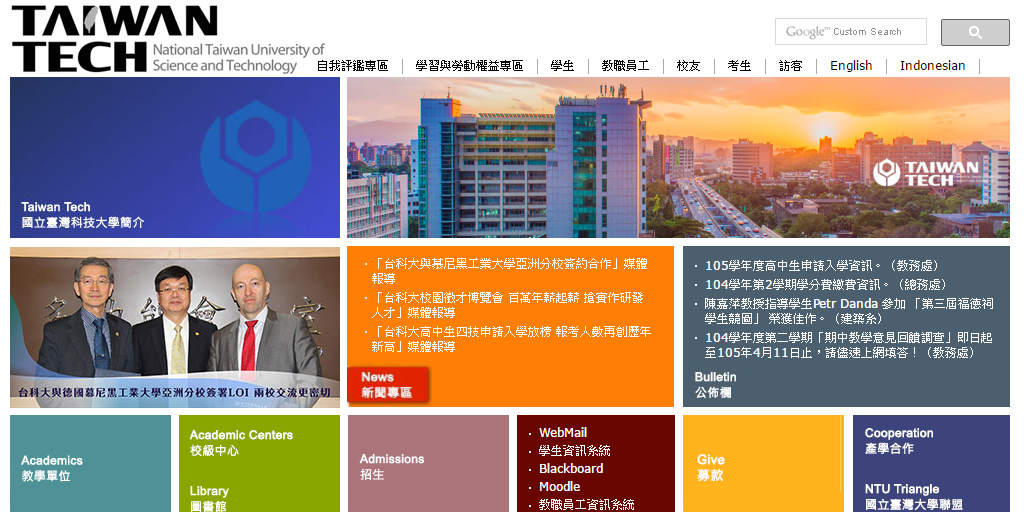 TAIWAN
TECH National Taiwan University of
Science and Technology
Google™ Custom Search
自我評鑑專區 學習與勞動權益專區 學生 教職員工 校友 考生 訪客 English Indonesian
Taiwan Tech
國立臺灣科技大學簡介
TAIWAN
TECH
台科大與德國慕尼黑工業大學亞洲分校簽署LOI 兩校交流更密切
「台科大與基尼黑工業大學亞洲分校簽約合作」媒體
報導
「台科大校園徵才博覽會 百萬年薪起薪 搶實作研發
人才」媒體報導
「台科大高中生四技申請入學放榜 報考人數再創歷年
新高」媒體報導
News
新聞專區
105學年度高中生申請入學資訊。（教務處）
104學年第2學期學分費繳費資訊。（總務處）
陳嘉萍教授指導學生Petr Danda 參加 「第三屆福德祠
學生競圖」 榮獲佳作。（建築系）
104學年度第二學期「期中教學意見回饋調查」即日起
至105年4月11日止，請儘速上網填答！（教務處）
Bulletin
公佈欄
Academics
教學單位
Academic Centers
校級中心
Library
圖書館
Admissions
招生
WebMail
學生資訊系統
Blackboard
Moodle
教職員工資訊系統
Give
募款
Cooperation
產學合作
NTU Triangle
國立臺灣大學聯盟